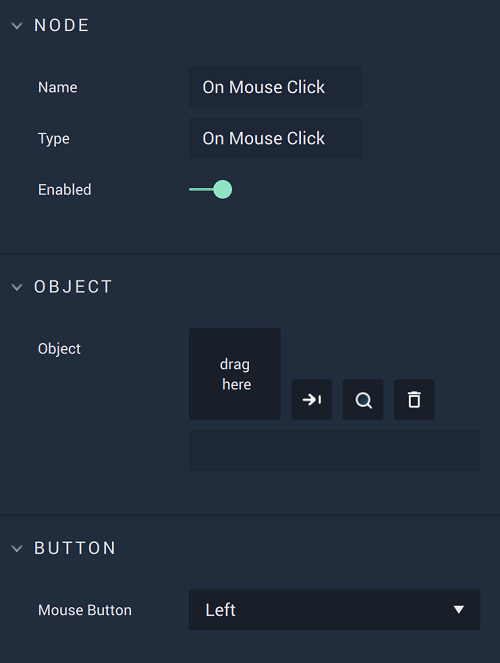 NODE
Name On Mouse Click
Type On Mouse Click
Enabled
OBJECT
Object
drag
here
BUTTON
Mouse Button Left